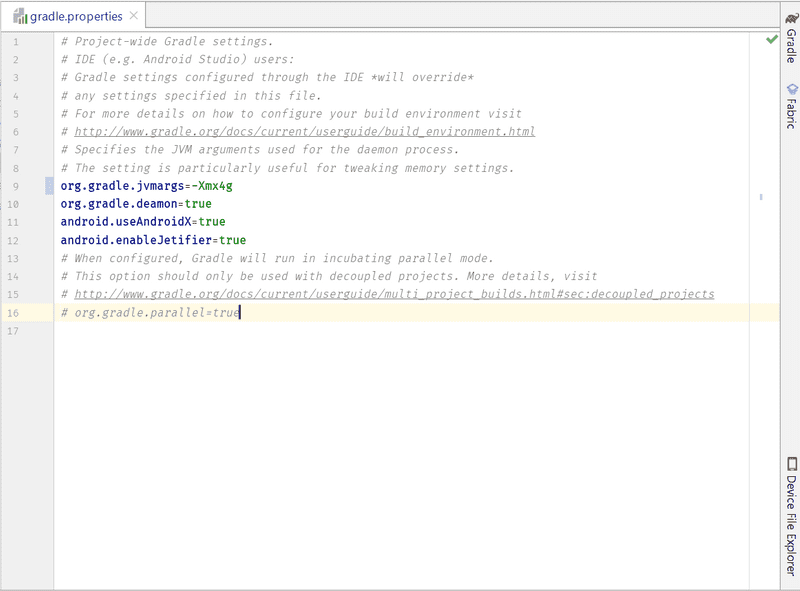 gradle.properties
1 # Project-wide Gradle settings.
2 # IDE (e.g. Android Studio) users:
3 # Gradle settings configured through the IDE *will override*
4 # any settings specified in this file.
5 # For more details on how to configure your build environment visit
6 # http://www.gradle.org/docs/current/userguide/build_environment.html
7 # Specifies the JVM arguments used for the daemon process.
8 # The setting is particularly useful for tweaking memory settings.
9 org.gradle.jvmargs=-Xmx4g
10 org.gradle.deamon=true
11 android.useAndroidX=true
12 android.enableJetifier=true
13 # When configured, Gradle will run in incubating parallel mode.
14 # This option should only be used with decoupled projects. More details, visit
15 # http://www.gradle.org/docs/current/userguide/multi_project_builds.html#sec:decoupled_projects
16 # org.gradle.parallel=true
17
Gradle
Fabric
Device File Explorer